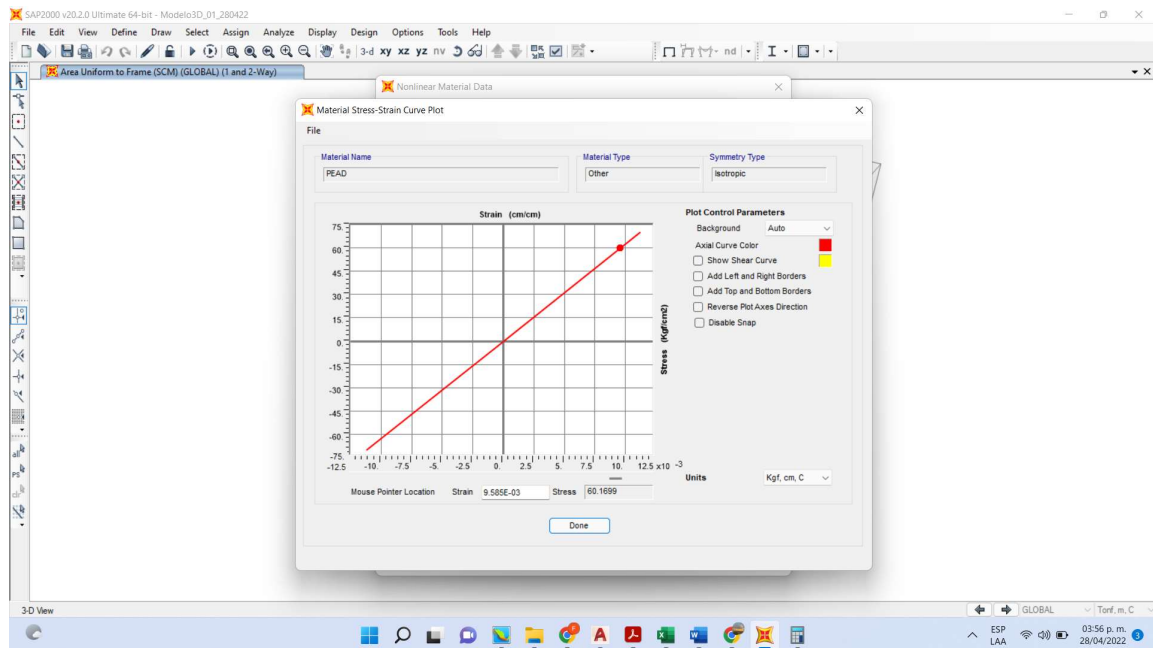 SAP2000 v20.2.0 Ultimate 64-bit - Modelo3D_01_280422
File Edit View Define Draw Select Assign Analyze Display Design Options Tools Help
3-d xy xz yz nv nd
Area Uniform to Frame (SCM) (GLOBAL) (1 and 2-Way)
Nonlinear Material Data
Material Stress-Strain Curve Plot
File
Material Name
Material Type
Symmetry Type
PEAD
Other
Isotropic
Strain (cm/cm)
75.
60.
45.
30.
15.
0.
-15.
-30.
-45.
-60.
-75.
-12.5 -10. -7.5 -5. -2.5 0. 2.5 5. 7.5 10. 12.5 x10 -3
Stress (Kgf/cm2)
Plot Control Parameters
Background Auto
Axial Curve Color
Show Shear Curve
Add Left and Right Borders
Add Top and Bottom Borders
Reverse Plot Axes Direction
Disable Snap
Units Kgf, cm, C
Mouse Pointer Location Strain 9.585E-03 Stress 60.1699
Done
all
PS
clr
3-D View
GLOBAL
Tonf, m, C
ESP
LAA
03:56 p. m.
28/04/2022
3